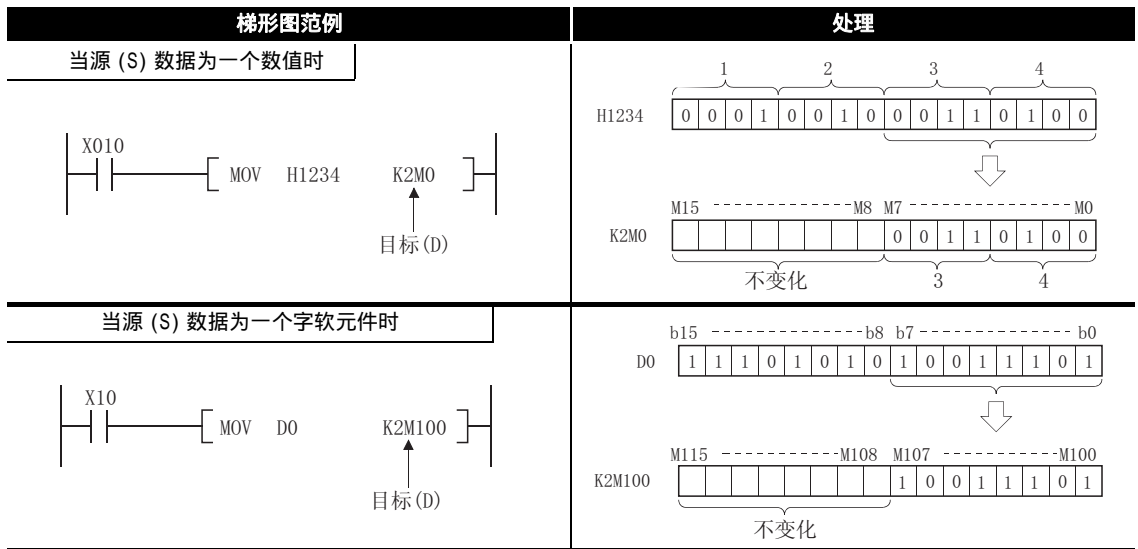 梯形图范例
处理
当源 (S) 数据为一个数值时
X010
MOV H1234 K2M0
目标(D)
1 2 3 4
H1234 0 0 0 1 0 0 1 0 0 0 1 1 0 1 0 0
M15 M8 M7 M0
K2M0 0 0 1 1 0 1 0 0
不变化 3 4
当源 (S) 数据为一个字软元件时
X10
MOV D0 K2M100
目标(D)
b15 b8 b7 b0
D0 1 1 1 0 1 0 1 0 1 0 0 1 1 1 0 1
M115 M108 M107 M100
K2M100 1 0 0 1 1 1 0 1
不变化